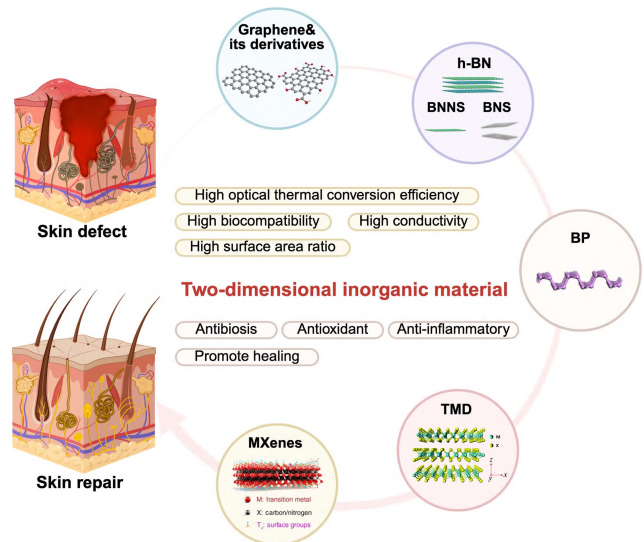 Graphene&
its derivatives
h-BN
BNNS BNS
Skin defect
High optical thermal conversion efficiency
High biocompatibility High conductivity
High surface area ratio
BP
Two-dimensional inorganic material
Antibiosis Antioxidant Anti-inflammatory
Promote healing
TMD
M
X
z
y x
MXenes
M: transition metal
X: carbon/nitrogen
Tx: surface groups
Skin repair